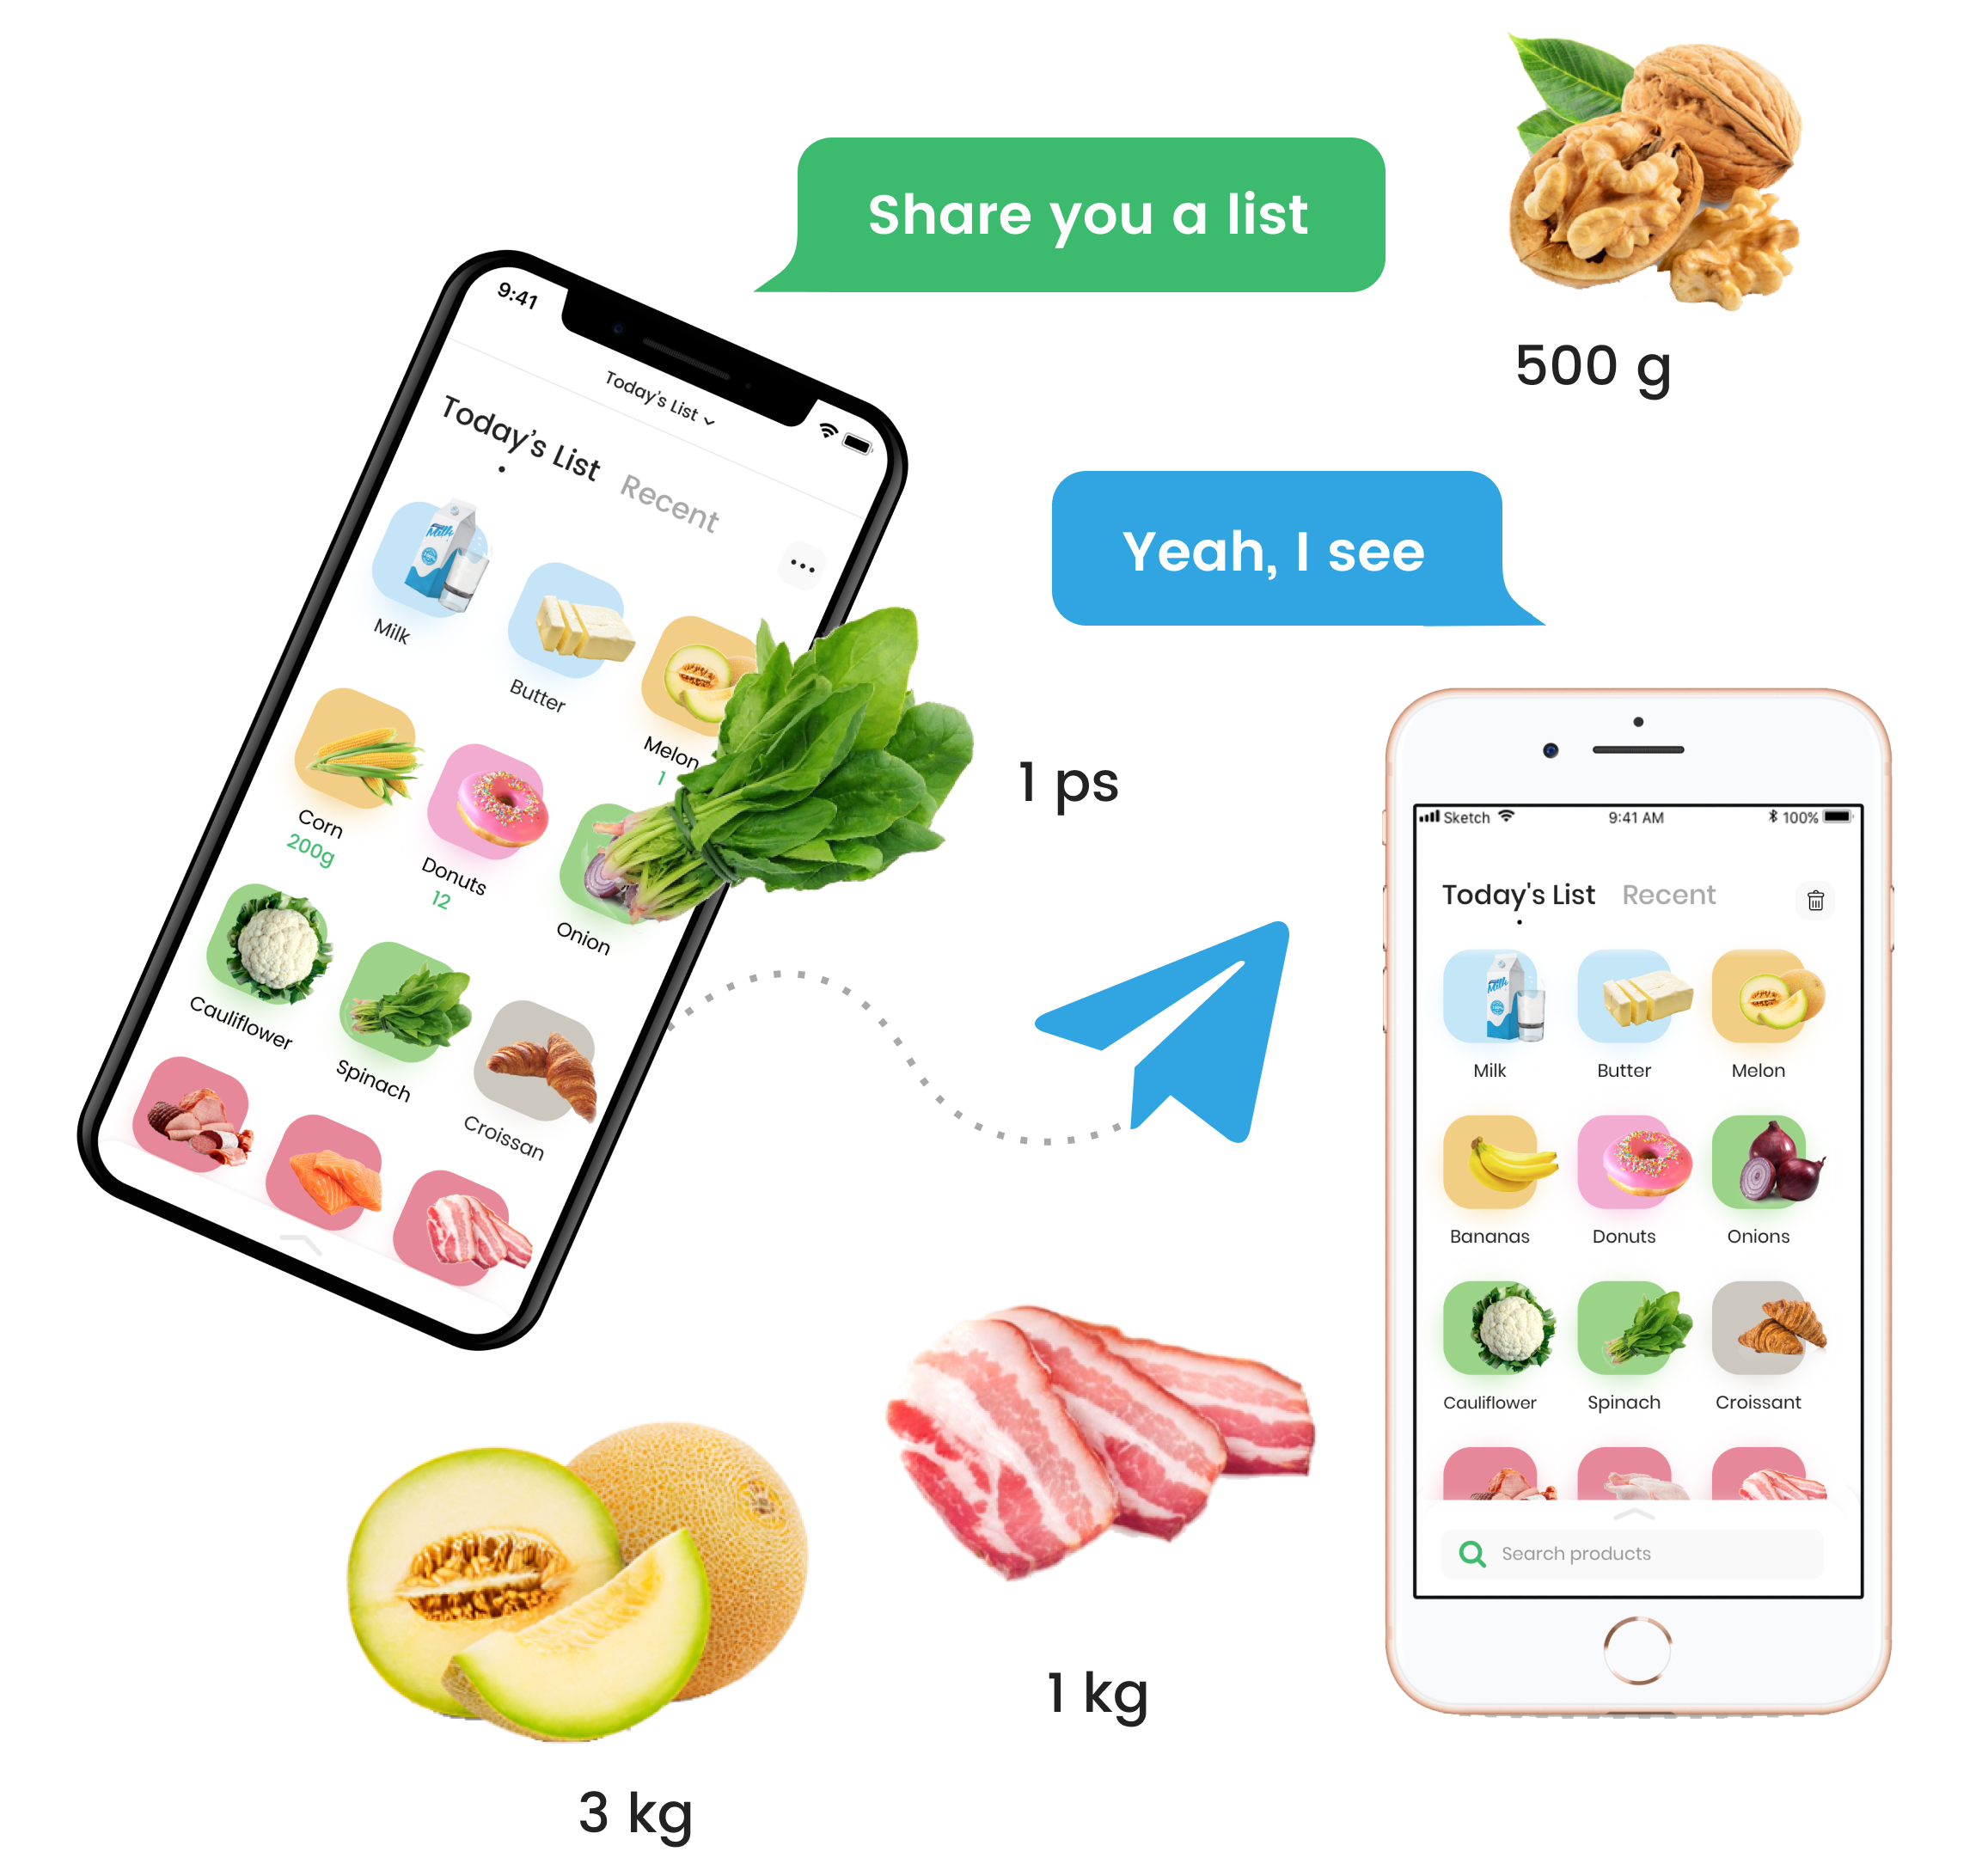 Share you a list
500 g
9:41
Today's List
Today's List Recent
Milk
Butter
Melon
1
Corn
200g
Donuts
12
Onion
Cauliflower
Spinach
Croissan
Yeah, I see
1 ps
Sketch 9:41 AM 100%
Today's List Recent
Milk Butter Melon
Bananas Donuts Onions
Cauliflower Spinach Croissant
Search products
1 kg
3 kg